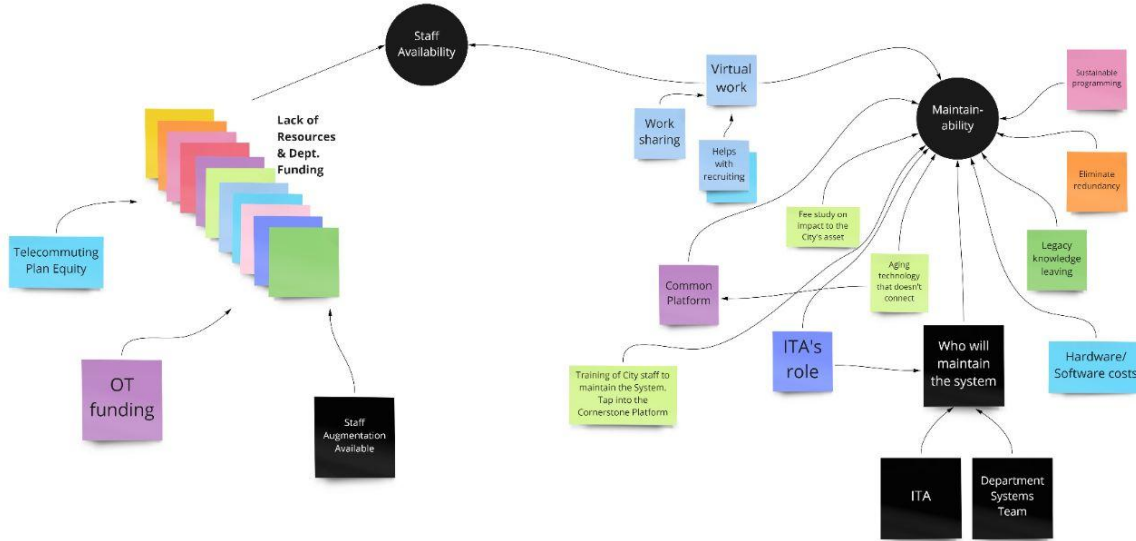 Staff
Availability
Lack of
Resources
& Dept.
Funding
Telecommuting
Plan Equity
OT
funding
Staff
Augmentation
Available
Virtual
work
Work
sharing
Helps
with
recruiting
Maintain-
ability
Sustainable
programming
Eliminate
redundancy
Fee study on
impact to the
City's asset
Legacy
knowledge
leaving
Common
Platform
Aging
technology
that doesn't
connect
Training of City staff to
maintain the System.
Tap into the
Cornerstone Platform
ITA's
role
Who will
maintain
the system
Hardware/
Software costs
ITA
Department
Systems
Team